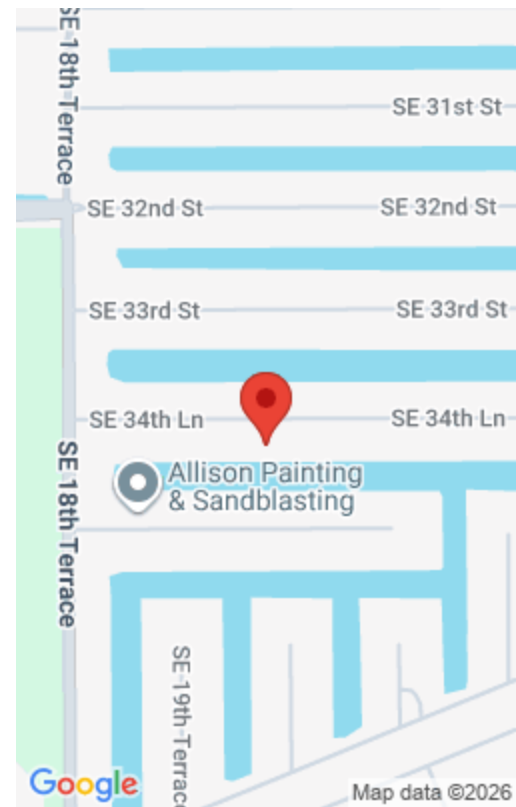 SE 18th Terrace
SE 31st St
SE 32nd St
SE 32nd St
SE 33rd St
SE 33rd St
SE 34th Ln
SE 34th Ln
SE 18th Terrace
Allison Painting
& Sandblasting
SE 19th Terrac
Google
Map data ©2026